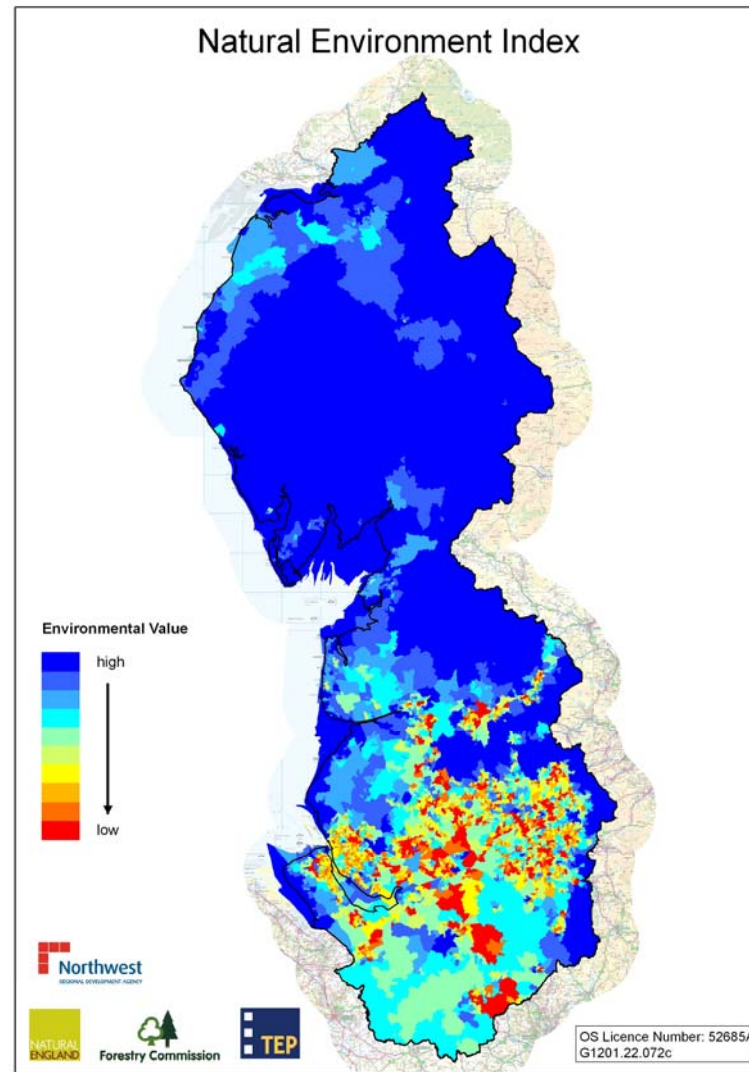 Natural Environment Index
Environmental Value
high
low
Northwest
REGIONAL DEVELOPMENT AGENCY
NATURAL
ENGLAND
Forestry Commission
TEP
OS Licence Number: 52685A
G1201.22.072c